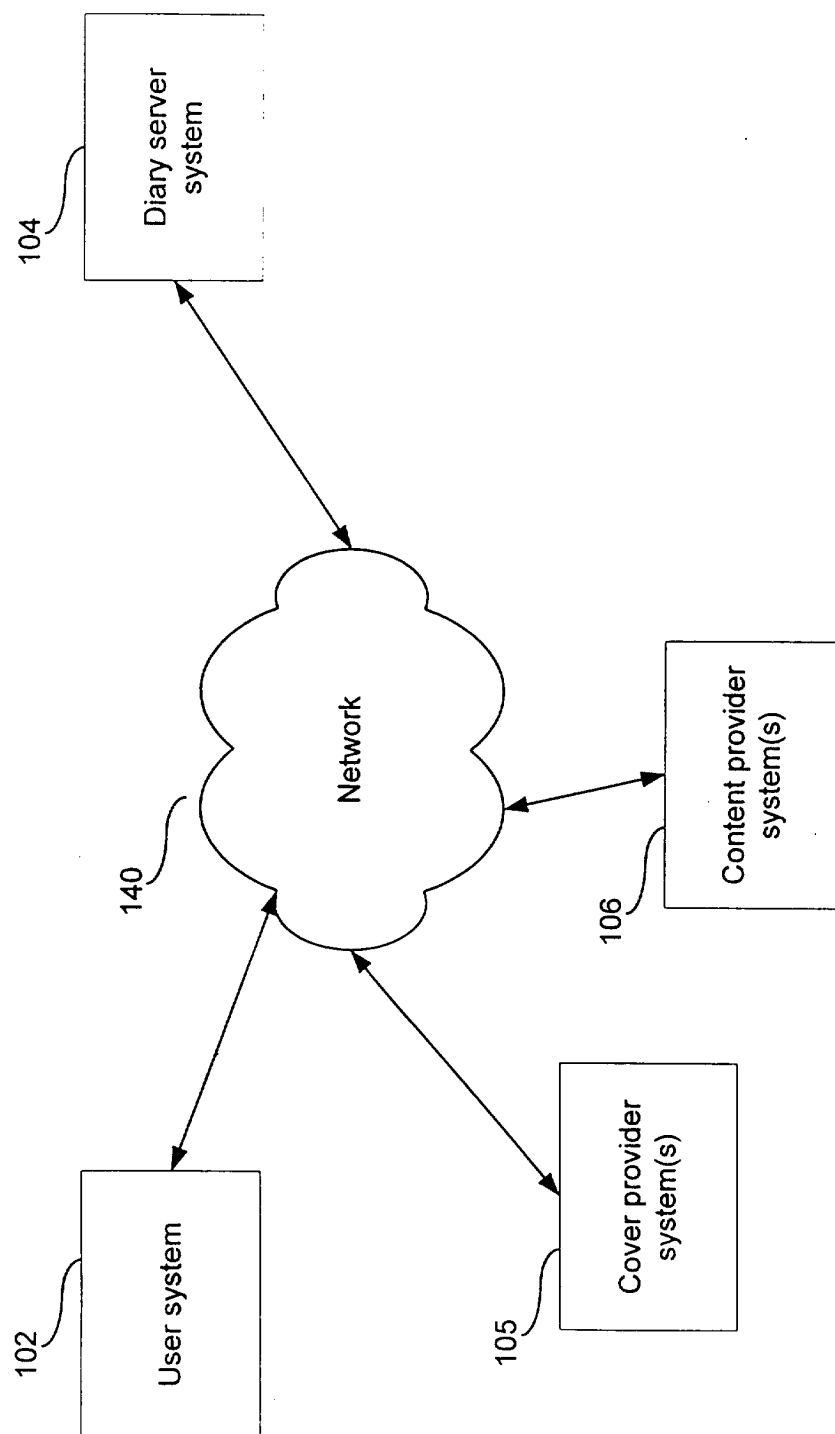 102
User system
140
Network
104
Diary server
system
105
Cover provider
system(s)
106
Content provider
system(s)